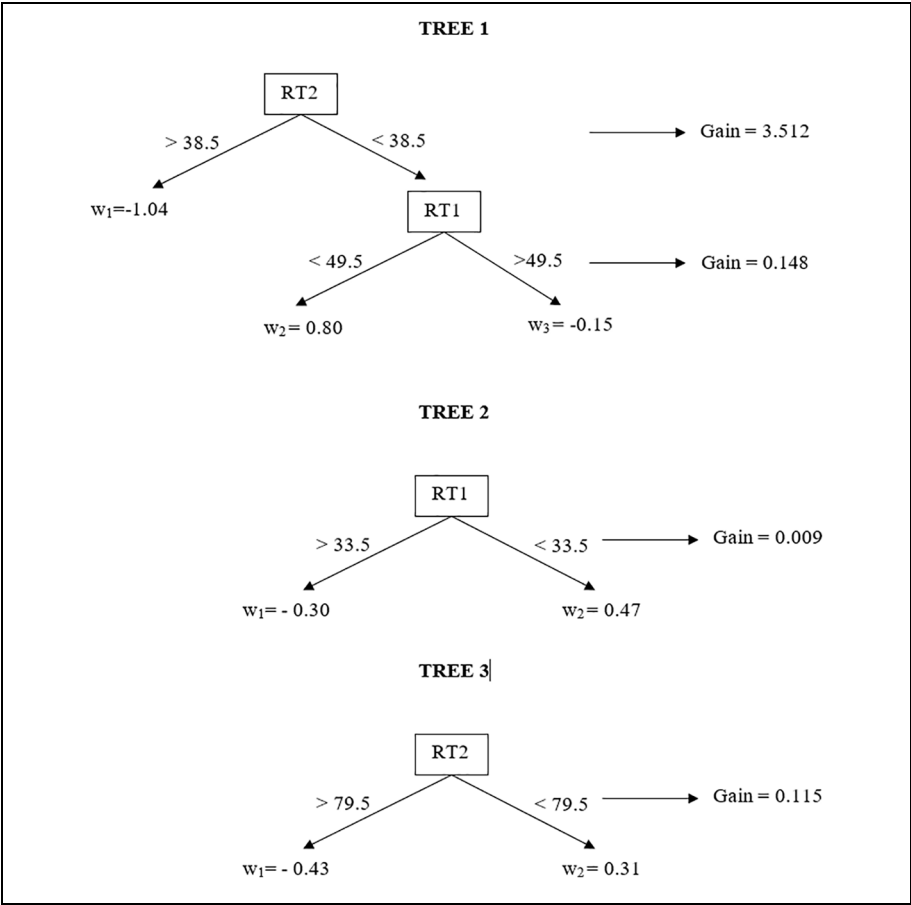 TREE 1
RT2
> 38.5
< 38.5
Gain = 3.512
w₁=-1.04
RT1
< 49.5
>49.5
Gain = 0.148
w₂= 0.80
w₃= -0.15
TREE 2
RT1
> 33.5
< 33.5
Gain = 0.009
w₁= - 0.30
w₂= 0.47
TREE 3
RT2
> 79.5
< 79.5
Gain = 0.115
w₁= - 0.43
w₂= 0.31